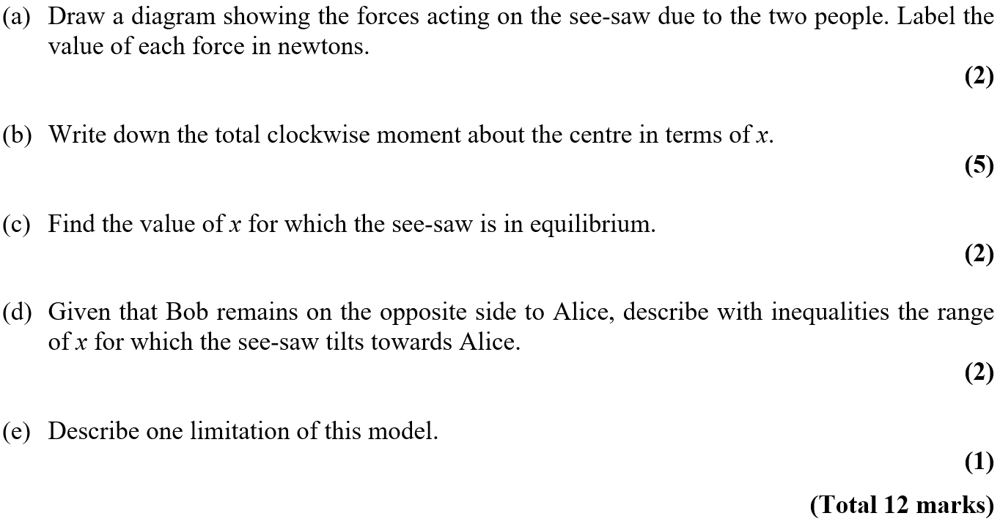 (a) Draw a diagram showing the forces acting on the see-saw due to the two people. Label the
value of each force in newtons.
(2)
(b) Write down the total clockwise moment about the centre in terms of x.
(5)
(c) Find the value of x for which the see-saw is in equilibrium.
(2)
(d) Given that Bob remains on the opposite side to Alice, describe with inequalities the range
of x for which the see-saw tilts towards Alice.
(2)
(e) Describe one limitation of this model.
(1)
(Total 12 marks)